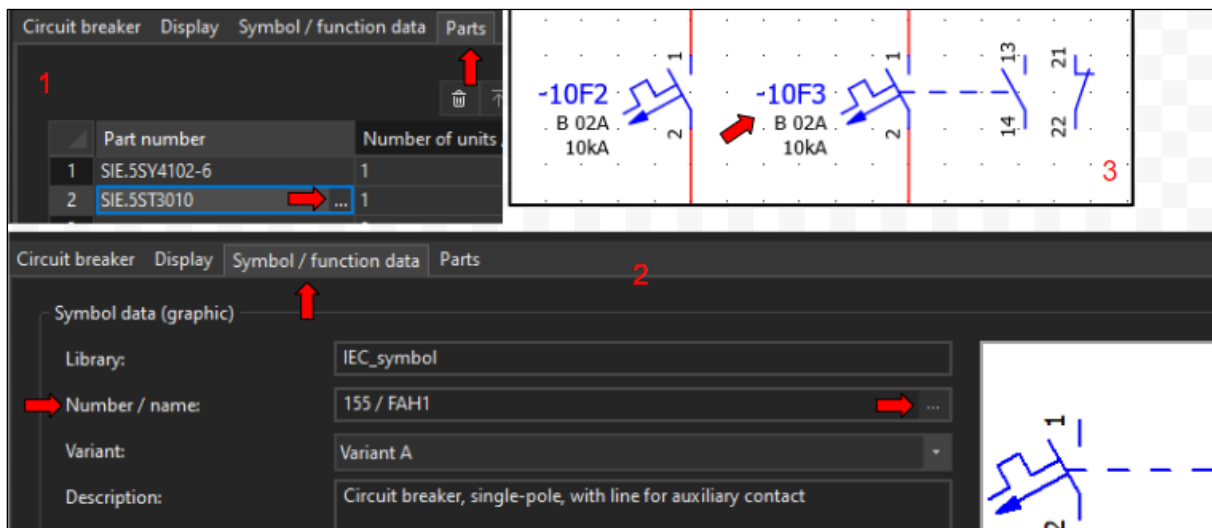 Circuit breaker Display Symbol / function data Parts
1
Part number Number of units
1 SIE.5SY4102-6 1
2 SIE.5ST3010 ... 1
-10F2
B 02A
10kA
1
2
-10F3
B 02A
10kA
1
2
13
14
21
22
3
Circuit breaker Display Symbol / function data Parts
2
Symbol data (graphic)
Library: IEC_symbol
Number / name: 155 / FAH1 ...
Variant: Variant A
Description: Circuit breaker, single-pole, with line for auxiliary contact
1